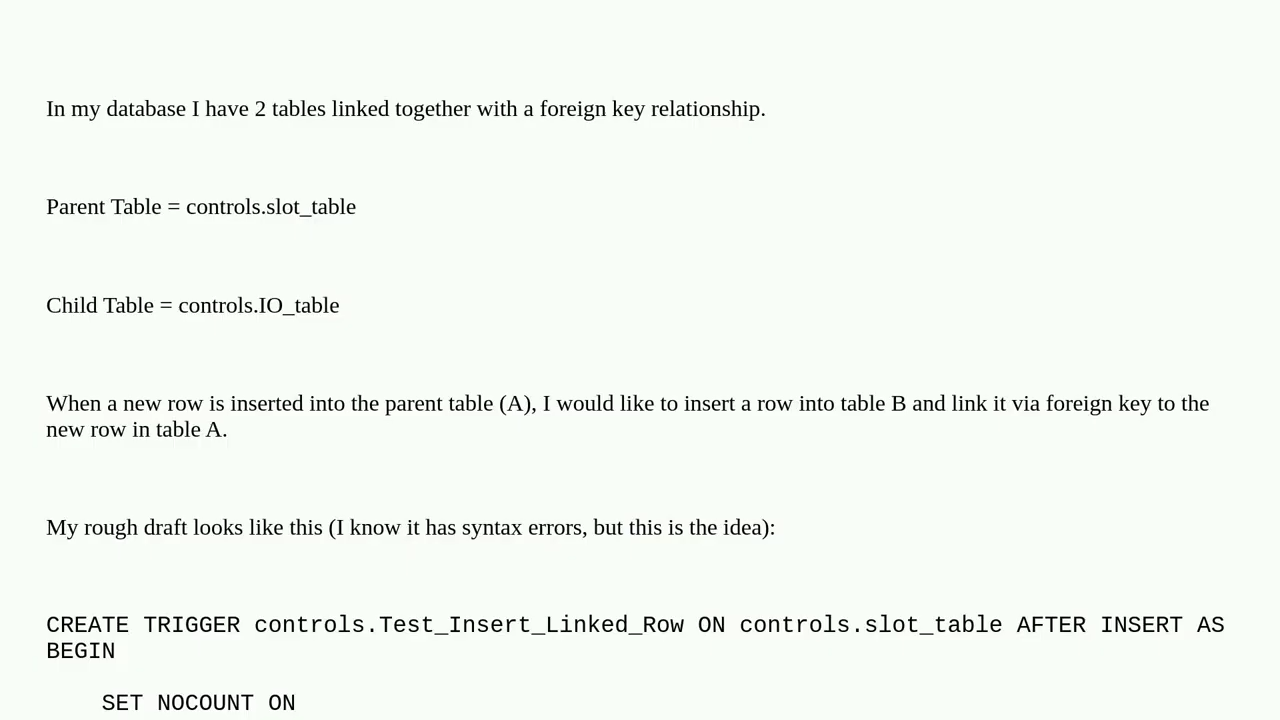 In my database I have 2 tables linked together with a foreign key relationship.
Parent Table = controls.slot_table
Child Table = controls.IO_table
When a new row is inserted into the parent table (A), I would like to insert a row into table B and link it via foreign key to the
new row in table A.
My rough draft looks like this (I know it has syntax errors, but this is the idea):
CREATE TRIGGER controls.Test_Insert_Linked_Row ON controls.slot_table AFTER INSERT AS
BEGIN
    SET NOCOUNT ON